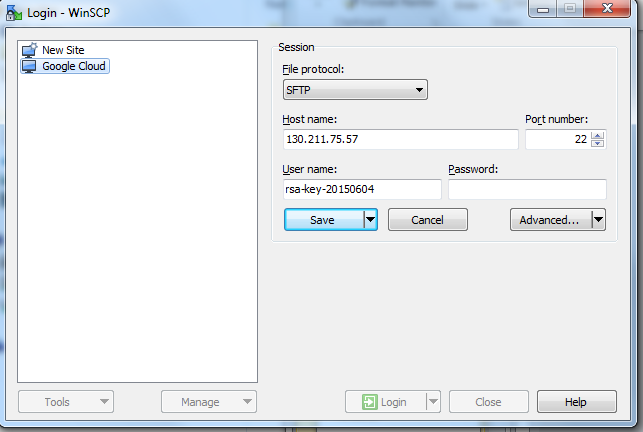 Login - WinSCP
New Site
Google Cloud
Session
File protocol:
SFTP
Host name:
Port number:
130.211.75.57
22
User name:
Password:
rsa-key-20150604
Save
Cancel
Advanced...
Tools
Manage
Login
Close
Help